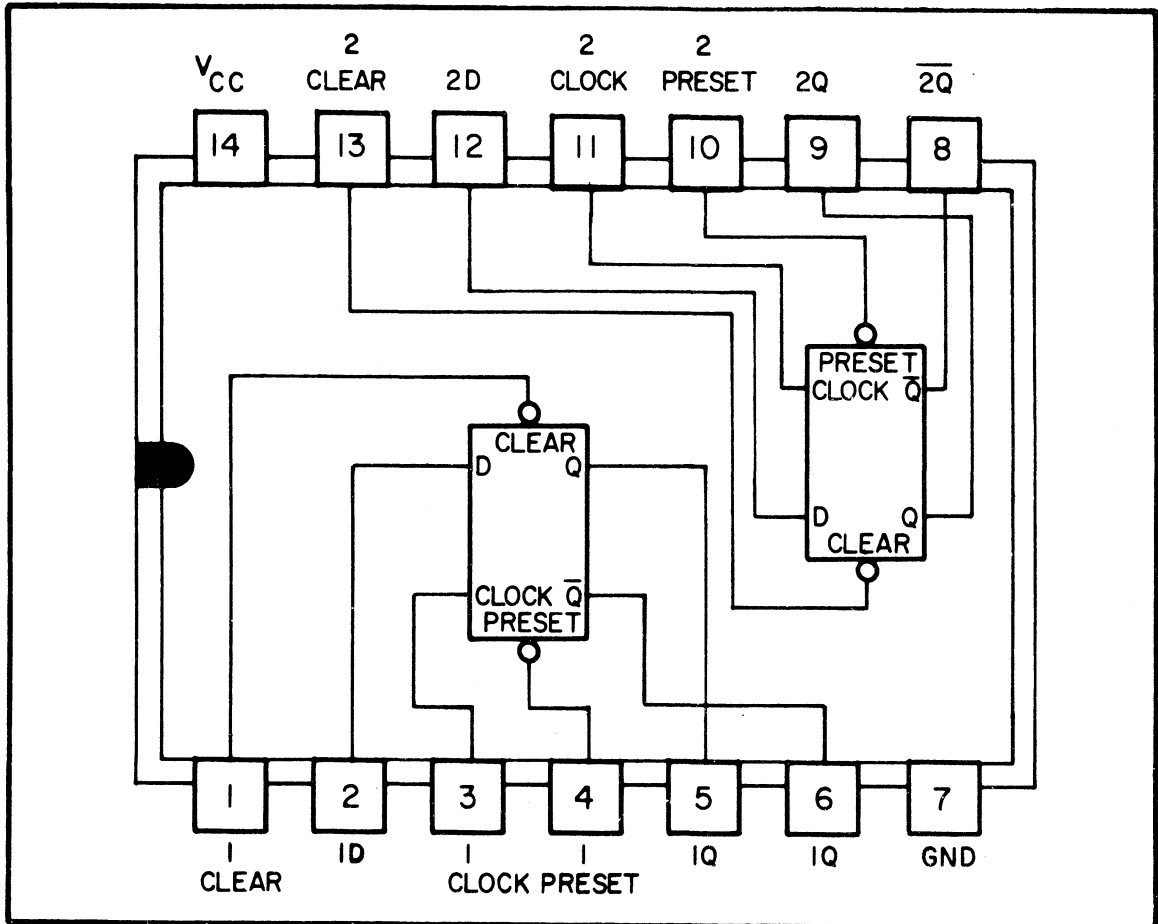 V CC
2 CLEAR
2D
2 CLOCK
2 PRESET
2Q
2Q̅
14 13 12 11 10 9 8
PRESET
CLOCK Q̅
D Q
CLEAR
CLEAR
D Q
CLOCK Q̅
PRESET
1 2 3 4 5 6 7
1 CLEAR
1D
1 CLOCK
1 PRESET
1Q
1Q
GND